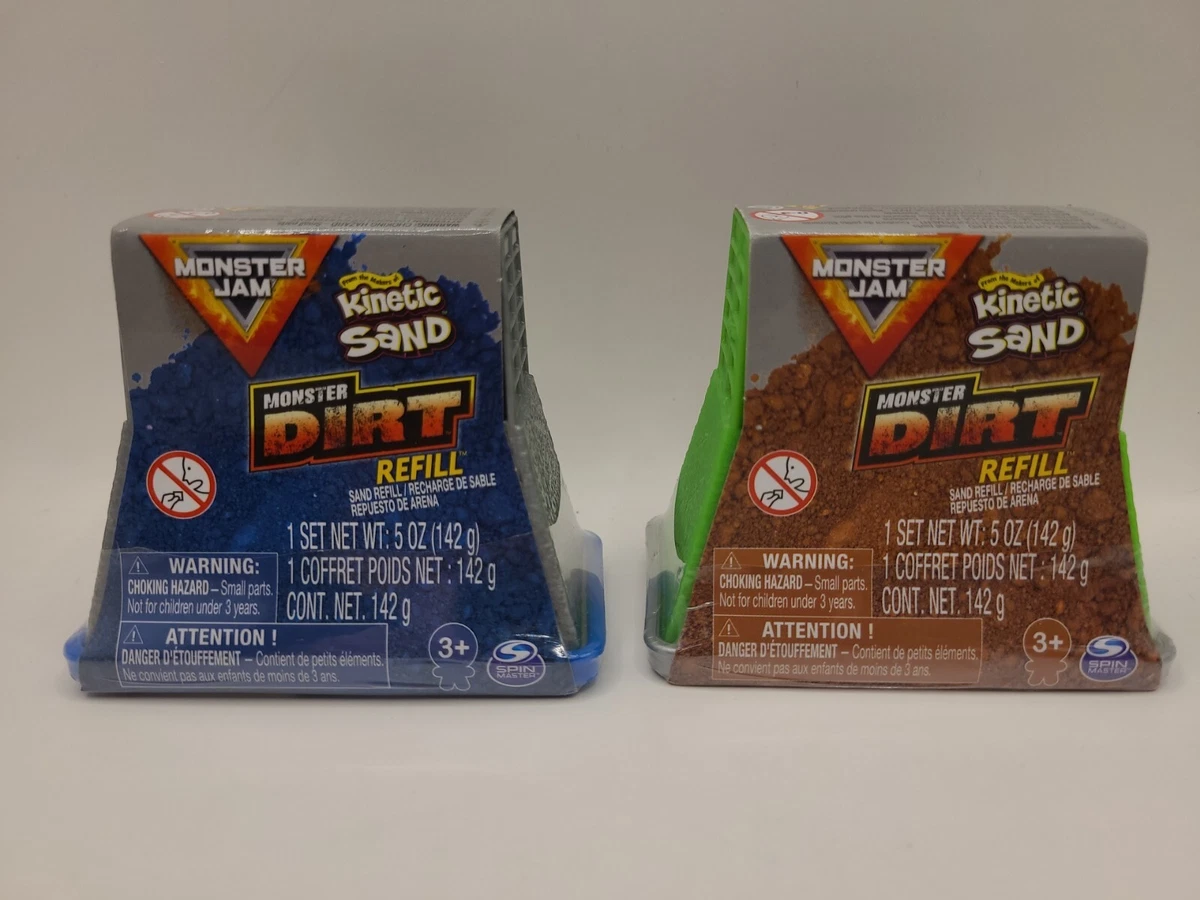 MONSTER
JAM
From the Makers of
Kinetic
SAND
MONSTER
DIRT
REFILL™
SAND REFILL / RECHARGE DE SABLE
REPUESTO DE ARENA
1 SET NET WT: 5 OZ (142 g)
1 COFFRET POIDS NET : 142 g
CONT. NET. 142 g
WARNING:
CHOKING HAZARD – Small parts.
Not for children under 3 years.
ATTENTION !
DANGER D'ÉTOUFFEMENT – Contient de petits éléments.
Ne convient pas aux enfants de moins de 3 ans.
3+
SPIN
MASTER™
MONSTER
JAM
From the Makers of
Kinetic
SAND
MONSTER
DIRT
REFILL
SAND REFILL / RECHARGE DE SABLE
REPUESTO DE ARENA
1 SET NET WT: 5 OZ (142 g)
1 COFFRET POIDS NET : 142 g
CONT. NET. 142 g
WARNING:
CHOKING HAZARD – Small parts.
Not for children under 3 years.
ATTENTION !
DANGER D'ÉTOUFFEMENT – Contient de petits éléments.
Ne convient pas aux enfants de moins de 3 ans.
3+
SPIN
MASTER™